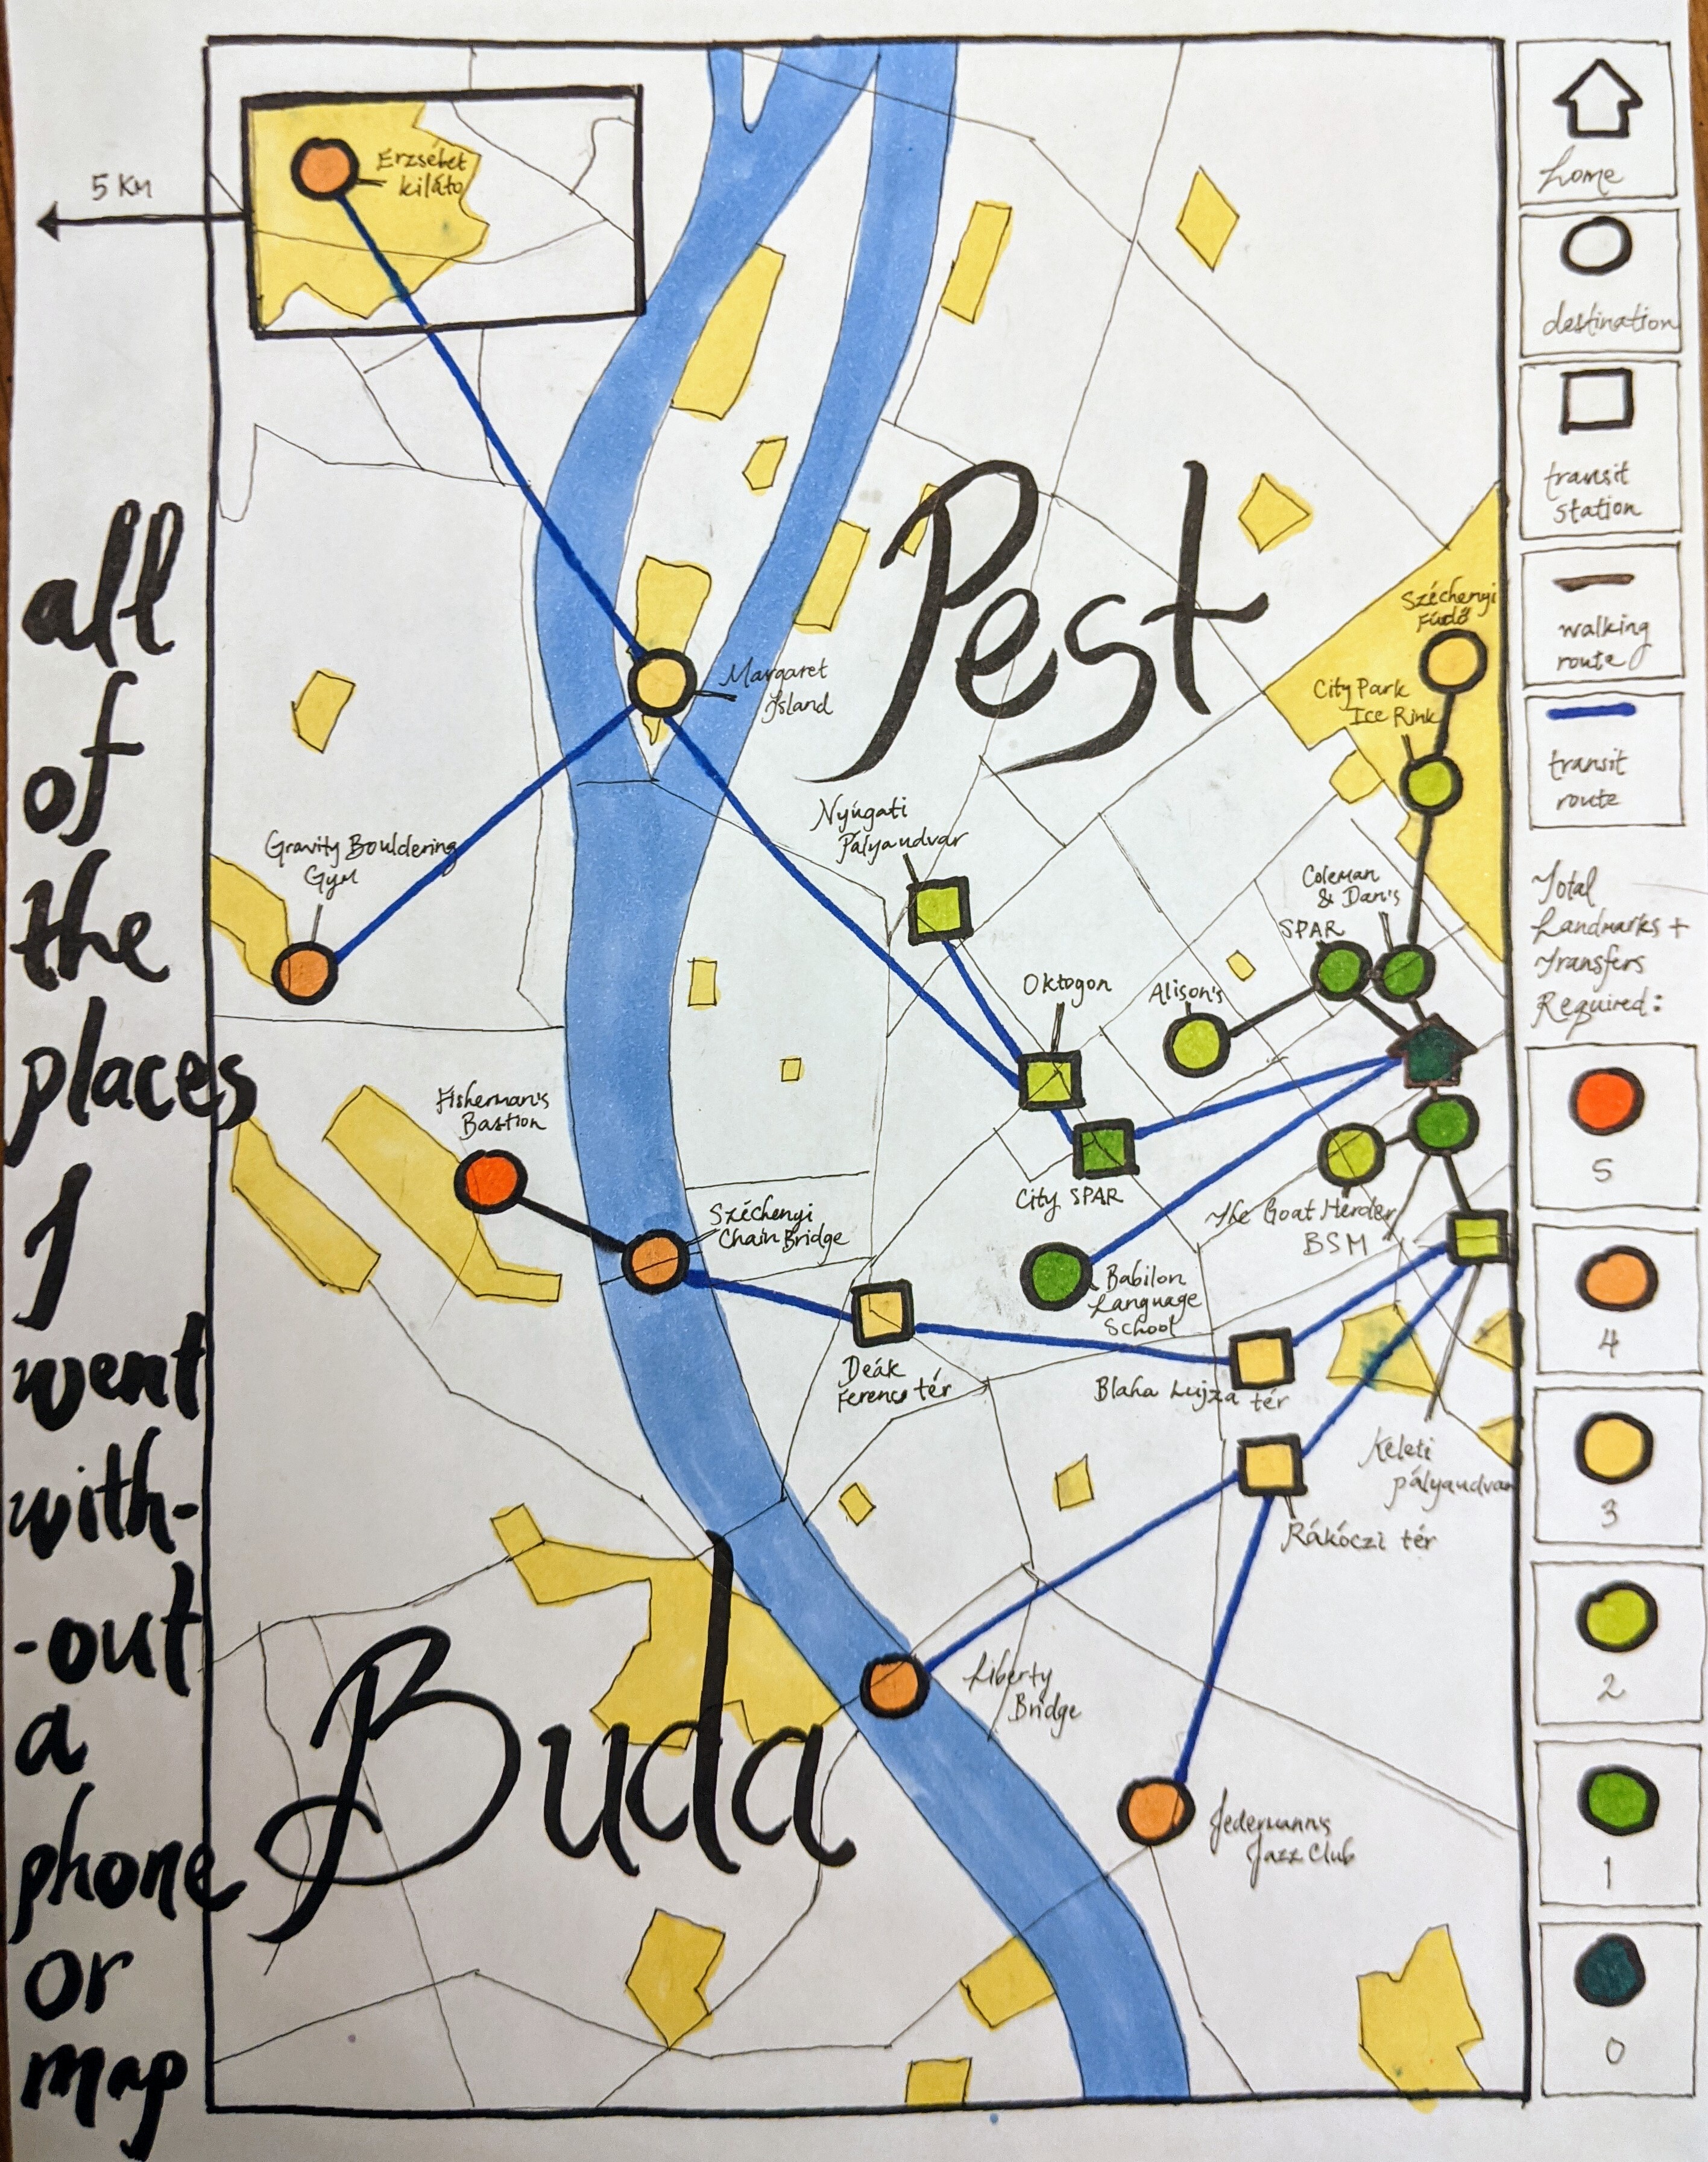 all
of
the
places
I
went
with-
-out
a
phone
or
map
5 KM
Erzsébet
kiláto
Pest
Margaret
Island
Széchenyi
Fürdő
City Park
Ice Rink
Nyúgati
Pályaudvar
Gravity Bouldering
Gym
Coleman
& Dan's
SPAR
Oktogon
Alison's
Fisherman's
Bastion
City SPAR
Széchenyi
Chain Bridge
The Goat Herder
BSM
Babilon
Language
School
Deák
Ferenc tér
Blaha Lujza tér
Keleti
pályaudvar
Rákóczi tér
Liberty
Bridge
Buda
Jedermann's
Jazz Club
home
destination
transit
station
walking
route
transit
route
Total
Landmarks +
Transfers
Required:
5
4
3
2
1
0